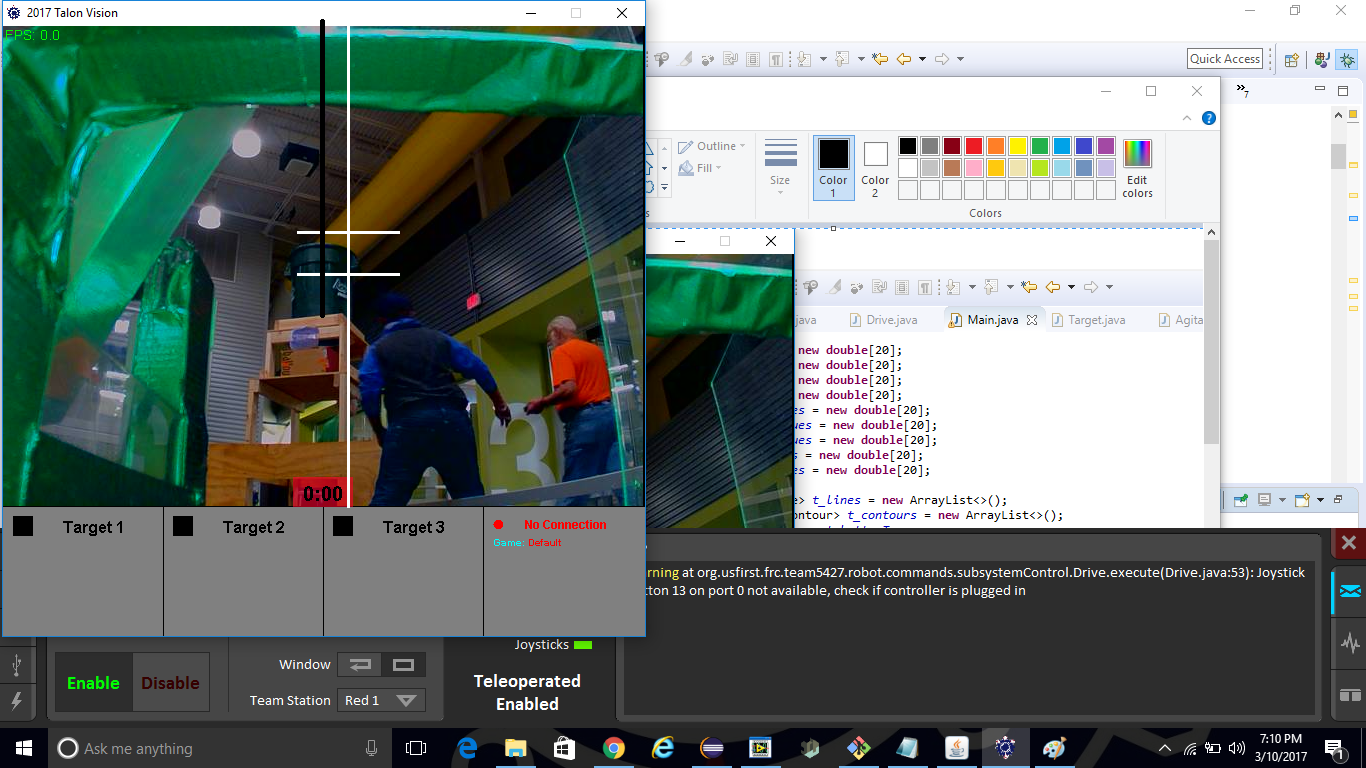 2017 Talon Vision
FPS: 0.0
3
0:00
Target 1
Target 2
Target 3
No Connection
Game: Default
Quick Access
»7
Outline
Fill
Size
Color
1
Color
2
Edit
colors
Colors
Drive.java
Main.java
Target.java
new double[20];
new double[20];
new double[20];
new double[20];
es = new double[20];
ues = new double[20];
ues = new double[20];
s = new double[20];
es = new double[20];
e> t_lines = new ArrayList<>();
ontour> t_contours = new ArrayList<>();
rning at org.usfirst.frc.team5427.robot.commands.subsystemControl.Drive.execute(Drive.java:53): Joystick
tton 13 on port 0 not available, check if controller is plugged in
Joysticks
Window
Enable
Disable
Team Station
Red 1
Teleoperated
Enabled
Ask me anything
7:10 PM
3/10/2017
1